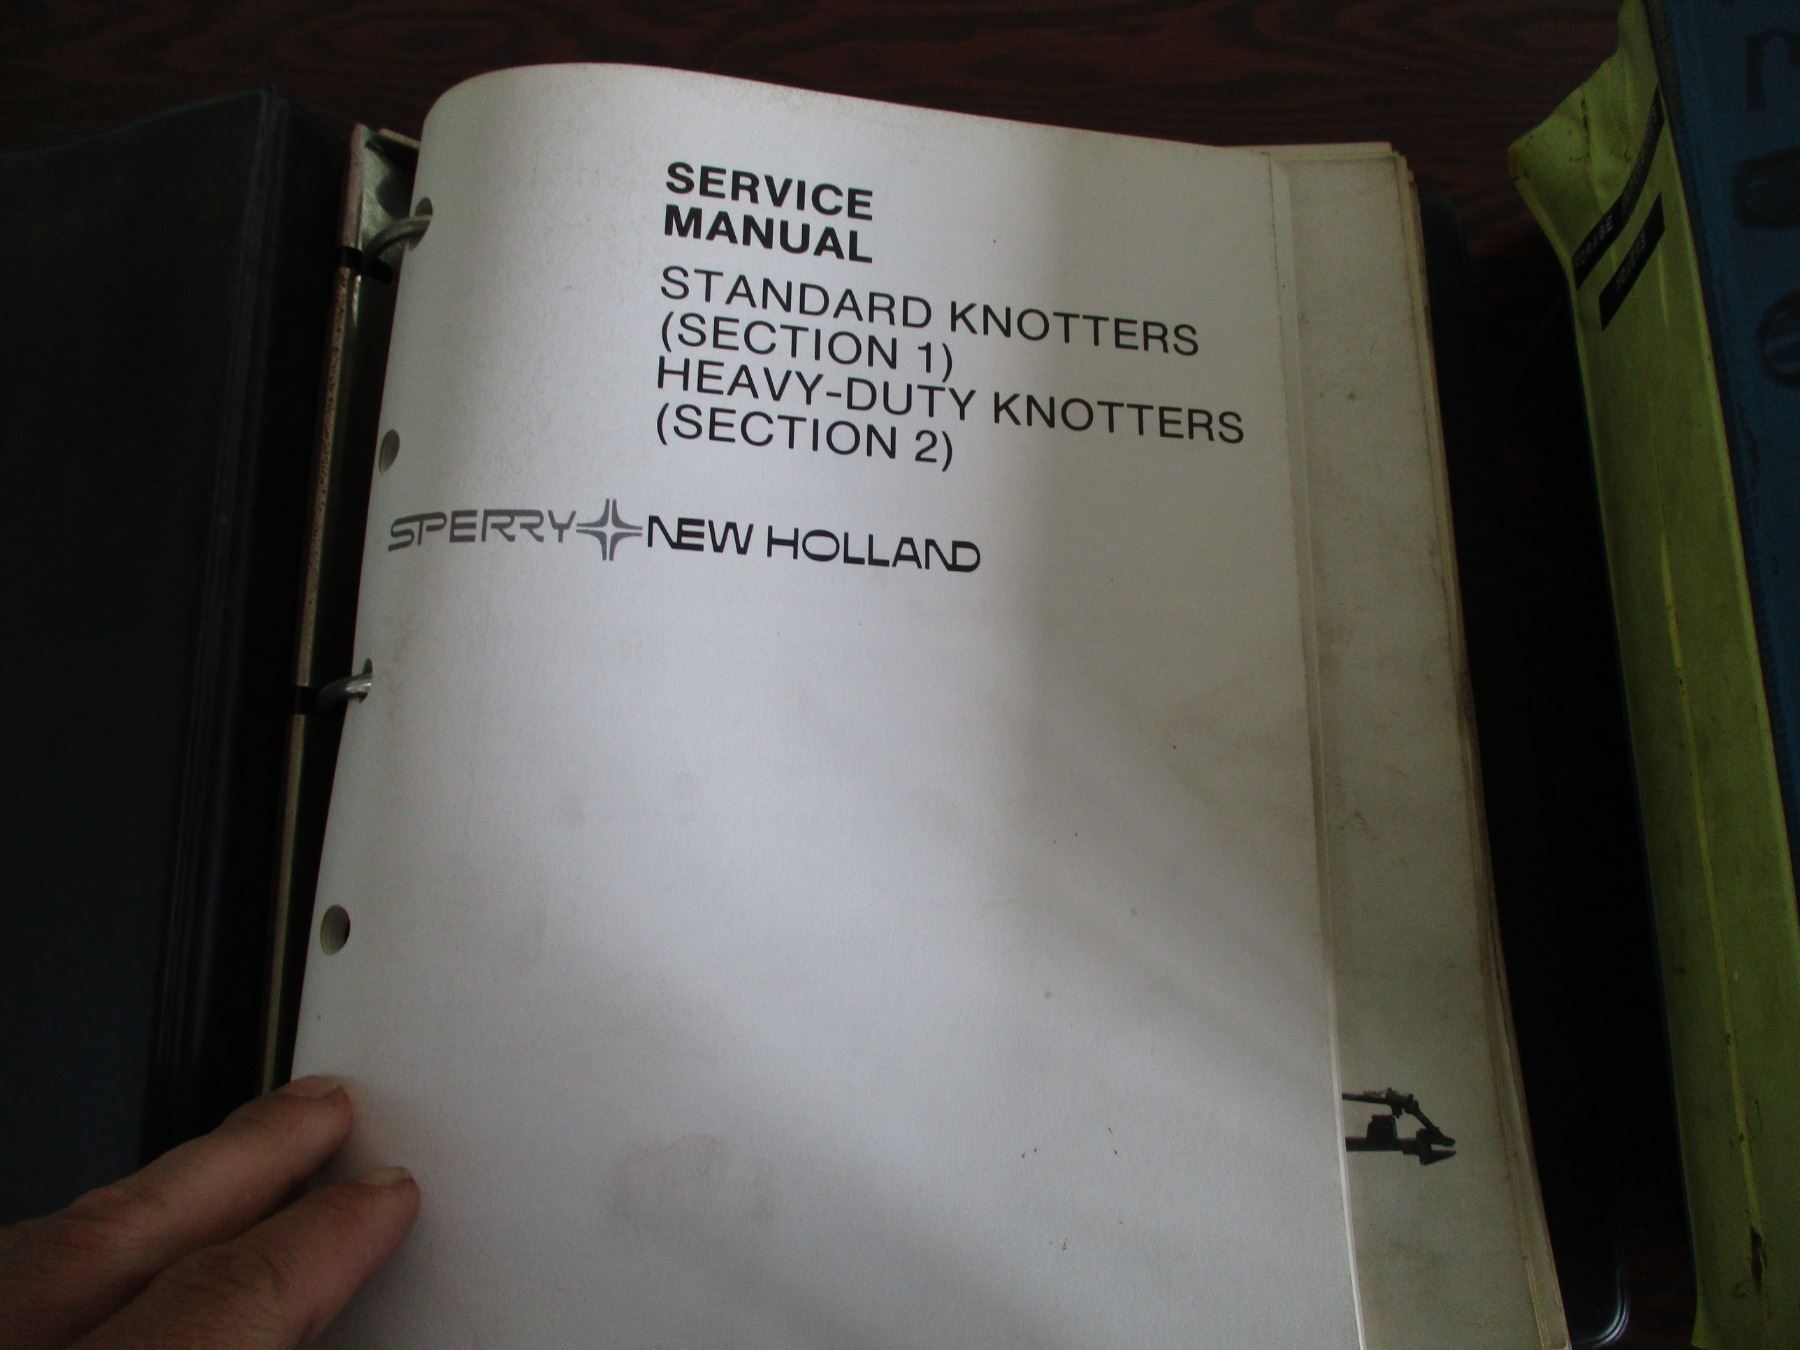 SERVICE
MANUAL
STANDARD KNOTTERS
(SECTION 1)
HEAVY-DUTY KNOTTERS
(SECTION 2)
SPERRY NEW HOLLAND